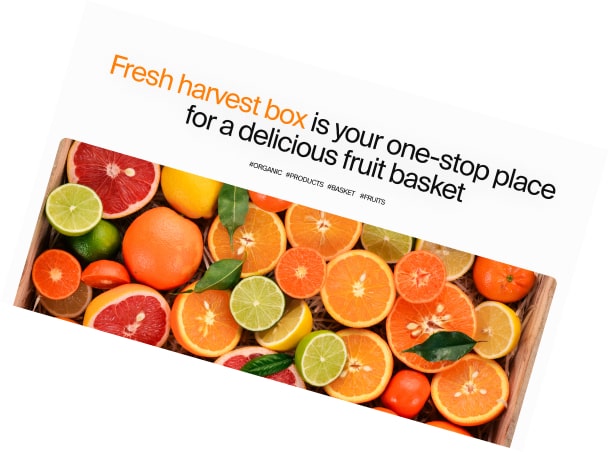 Fresh harvest box is your one-stop place
for a delicious fruit basket
#ORGANIC #PRODUCTS #BASKET #FRUITS